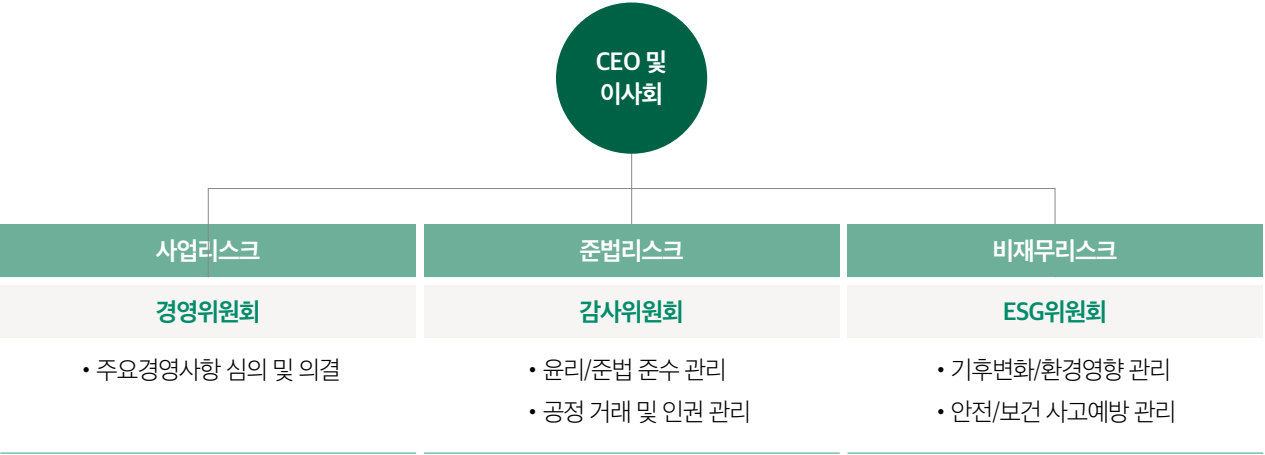 CEO 및
이사회
사업리스크
준법리스크
비재무리스크
경영위원회
감사위원회
ESG위원회
• 주요경영사항 심의 및 의결
• 윤리/준법 준수 관리
• 공정 거래 및 인권 관리
• 기후변화/환경영향 관리
• 안전/보건 사고예방 관리